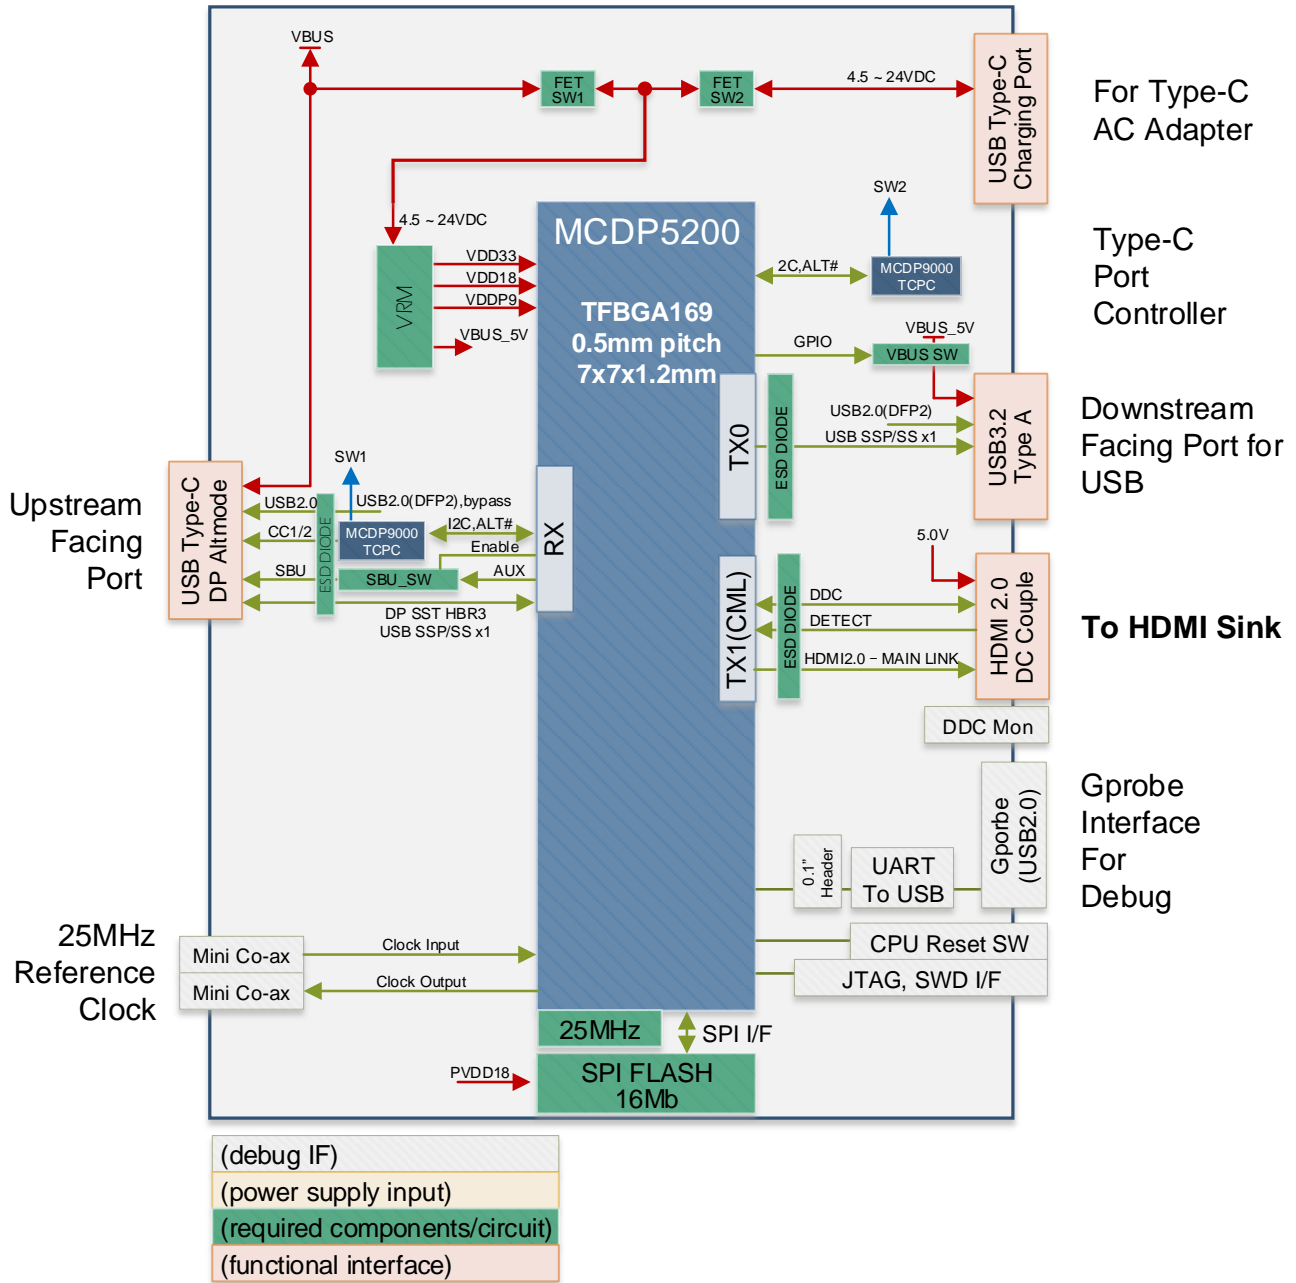 VBUS
FET
SW1
FET
SW2
4.5 ~ 24VDC
USB Type-C
Charging Port
For Type-C
AC Adapter
4.5 ~ 24VDC
VRM
VDD33
VDD18
VDDP9
VBUS_5V
MCDP5200
TFBGA169
0.5mm pitch
7x7x1.2mm
SW2
2C,ALT#
MCDP9000
TCPC
Type-C
Port
Controller
GPIO
VBUS_5V
VBUS SW
TX0
ESD DIODE
USB2.0(DFP2)
USB SSP/SS x1
USB3.2
Type A
Downstream
Facing Port for
USB
Upstream
Facing
Port
USB Type-C
DP Altmode
SW1
USB2.0
USB2.0(DFP2),bypass
CC1/2
ESD DIODE
MCDP9000
TCPC
I2C,ALT#
Enable
SBU
SBU_SW
AUX
RX
DP SST HBR3
USB SSP/SS x1
TX1(CML)
ESD DIODE
5.0V
DDC
DETECT
HDMI2.0 – MAIN LINK
HDMI 2.0
DC Couple
To HDMI Sink
DDC Mon
Gporbe
(USB2.0)
Gprobe
Interface
For
Debug
0.1”
Header
UART
To USB
CPU Reset SW
JTAG, SWD I/F
25MHz
Reference
Clock
Mini Co-ax
Clock Input
Mini Co-ax
Clock Output
25MHz
SPI I/F
PVDD18
SPI FLASH
16Mb
(debug IF)
(power supply input)
(required components/circuit)
(functional interface)